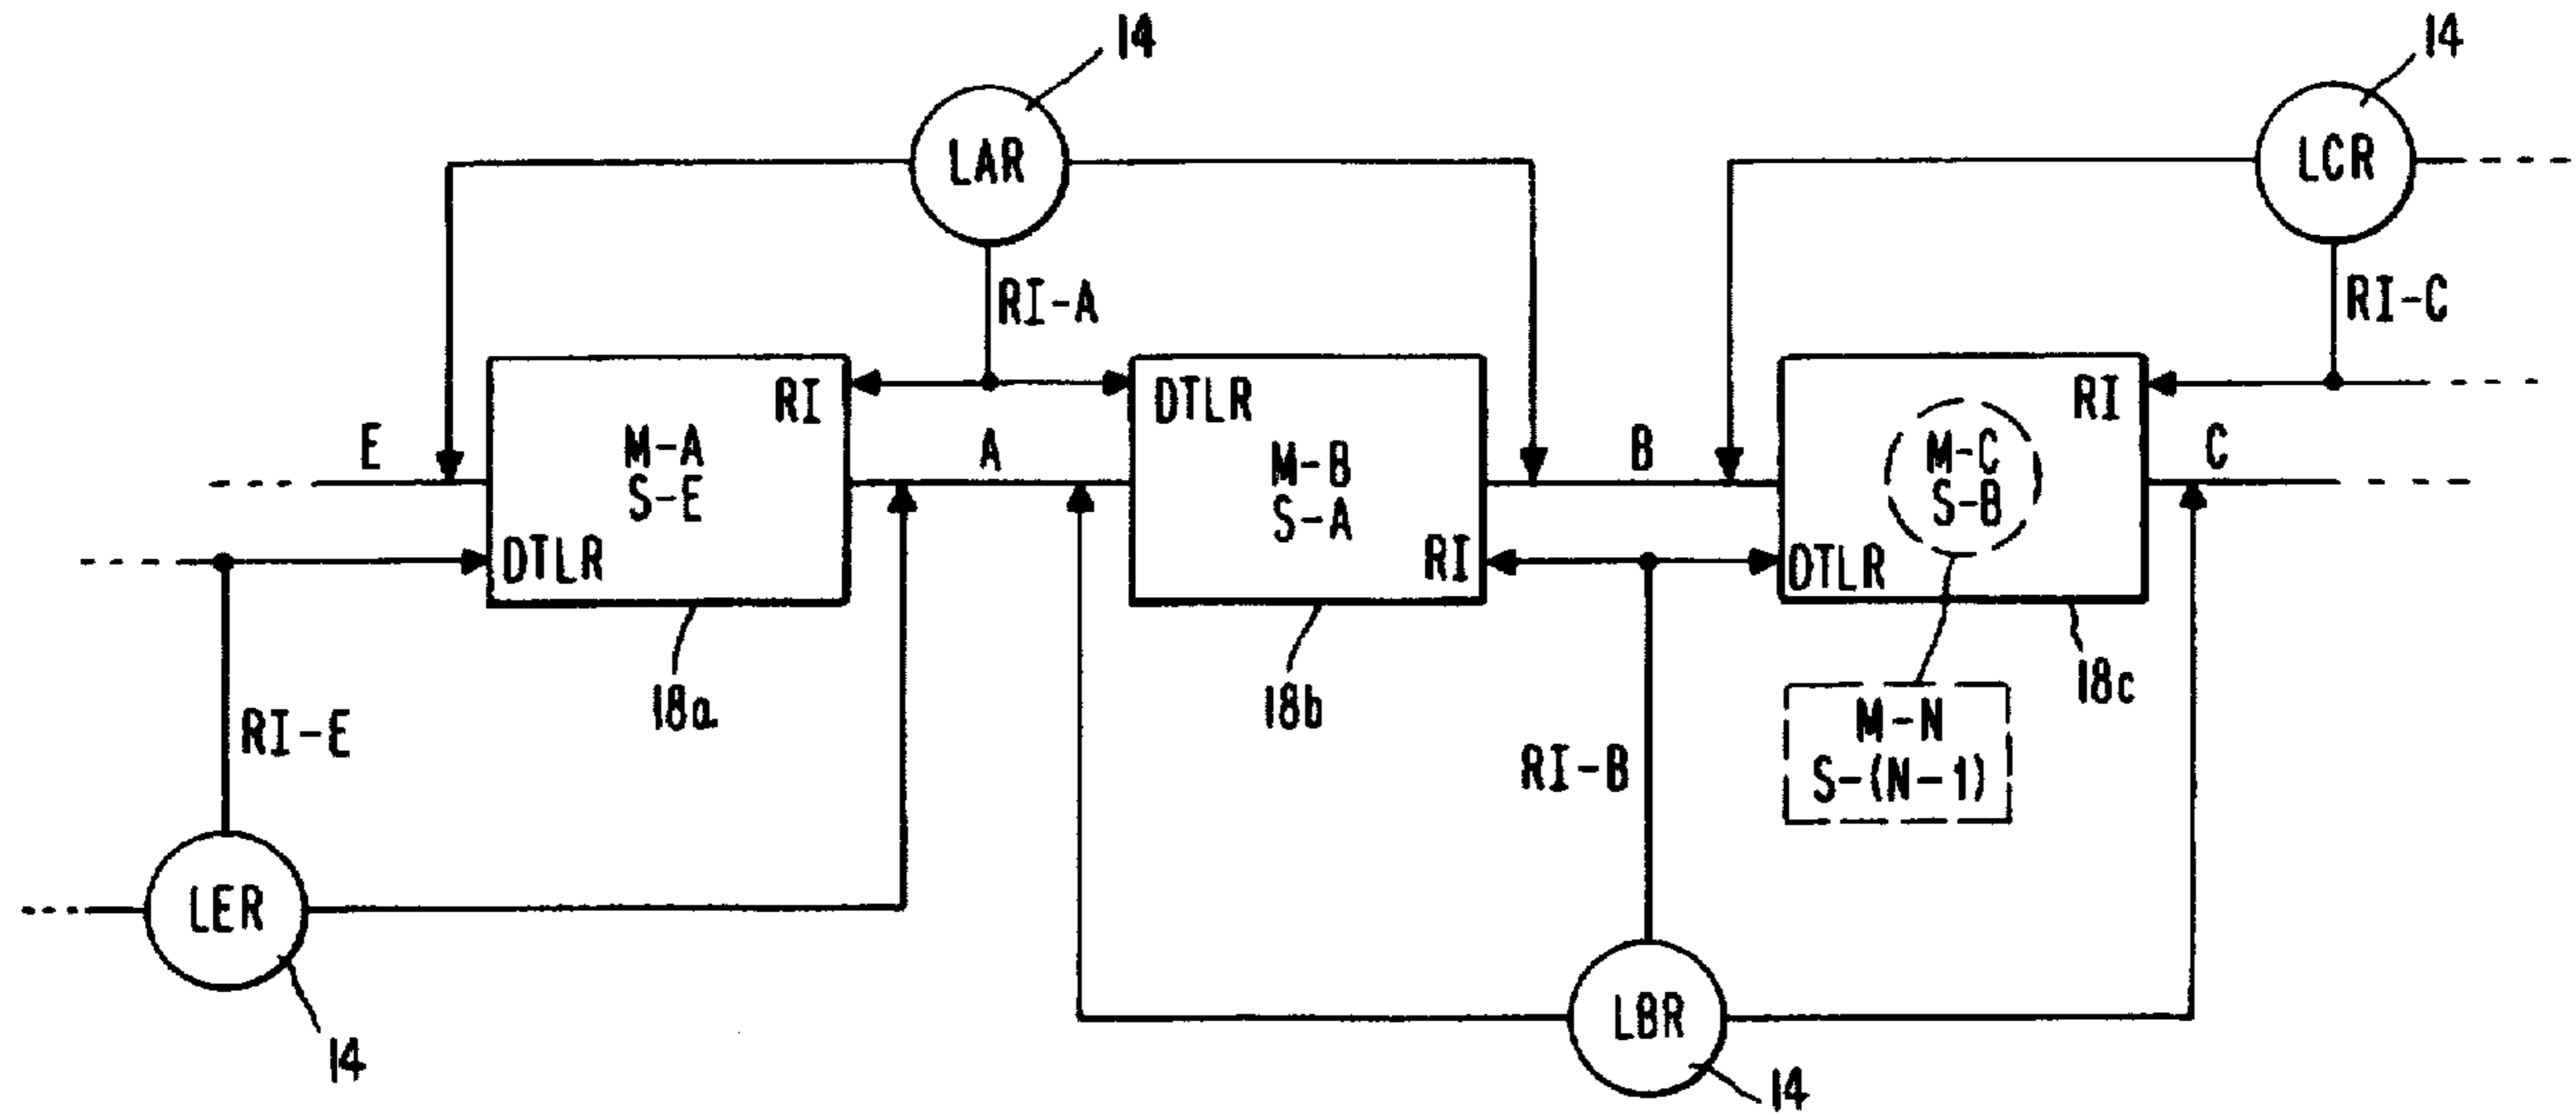 14
14
LAR
LCR
RI-A
RI-C
RI
DTLR
RI
E
M-A
S-E
A
M-B
S-A
B
M-C
S-B
C
DTLR
RI
DTLR
18a
18b
18c
RI-E
M-N
S-(N-1)
RI-B
LER
LBR
14
14